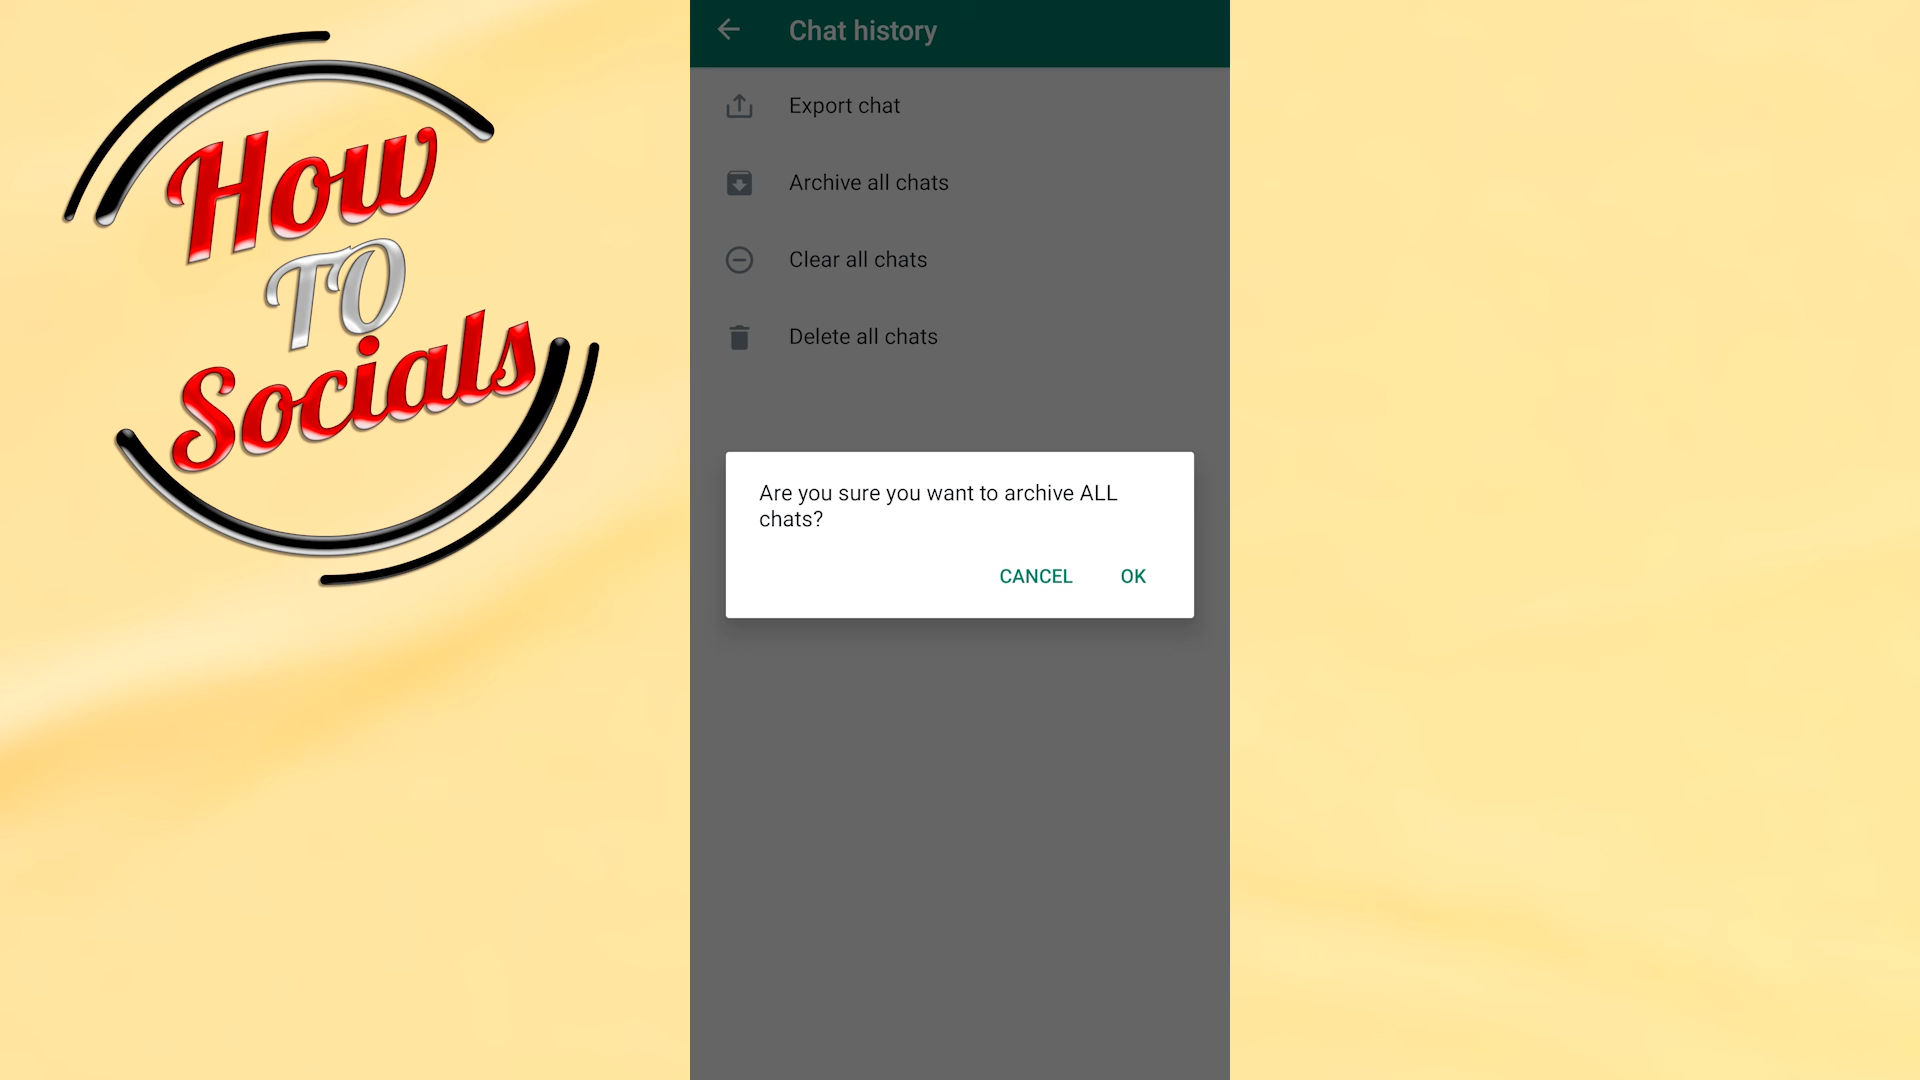 How
TO
Socials
Chat history
Export chat
Archive all chats
Clear all chats
Delete all chats
Are you sure you want to archive ALL
chats?
CANCEL
OK